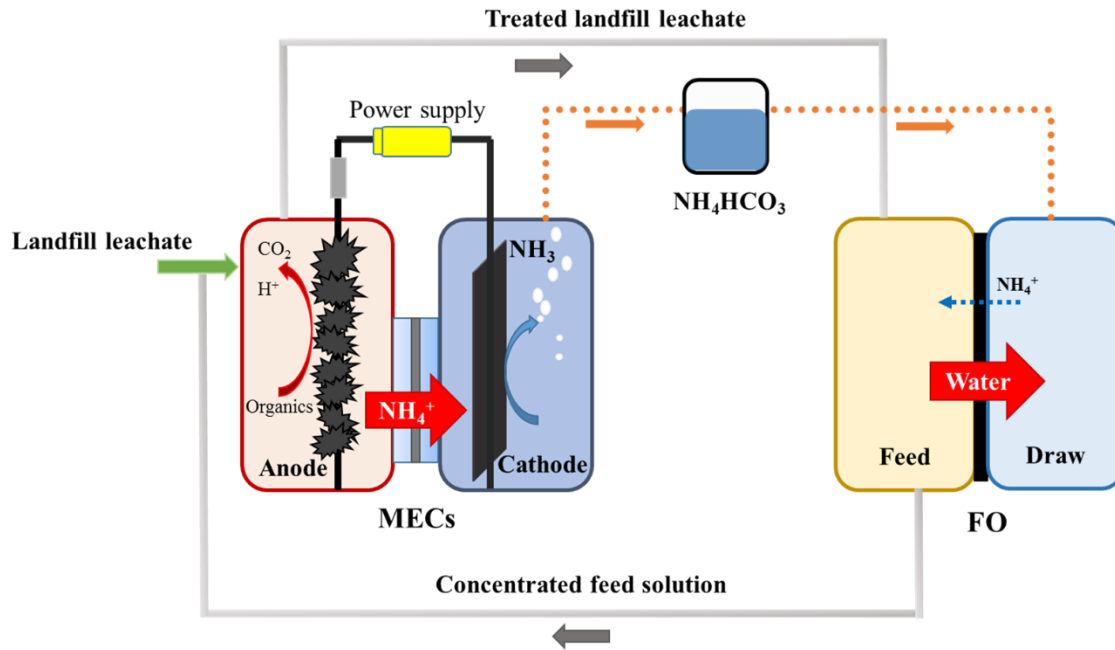 Treated landfill leachate
Power supply
NH₄HCO₃
Landfill leachate
CO₂
H⁺
Organics
Anode
NH₄⁺
NH₃
Cathode
MECs
NH₄⁺
Water
Feed
Draw
FO
Concentrated feed solution